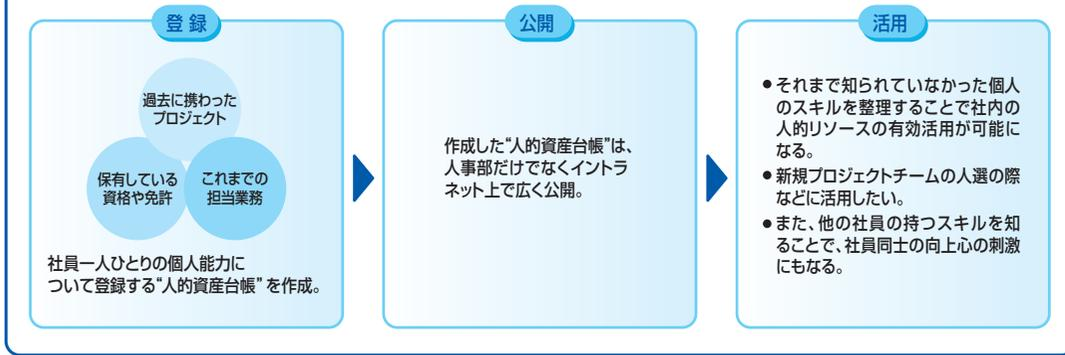 登録
過去に携わった
プロジェクト
保有している
資格や免許
これまでの
担当業務
社員一人ひとりの個人能力に
ついて登録する“人的資産台帳”を作成。
公開
作成した“人的資産台帳”は、
人事部だけでなくイントラ
ネット上で広く公開。
活用
●それまで知られていなかった個人
のスキルを整理することで社内の
人的リソースの有効活用が可能に
なる。
●新規プロジェクトチームの人選の際
などに活用したい。
●また、他の社員の持つスキルを知
ることで、社員同士の向上心の刺激
にもなる。